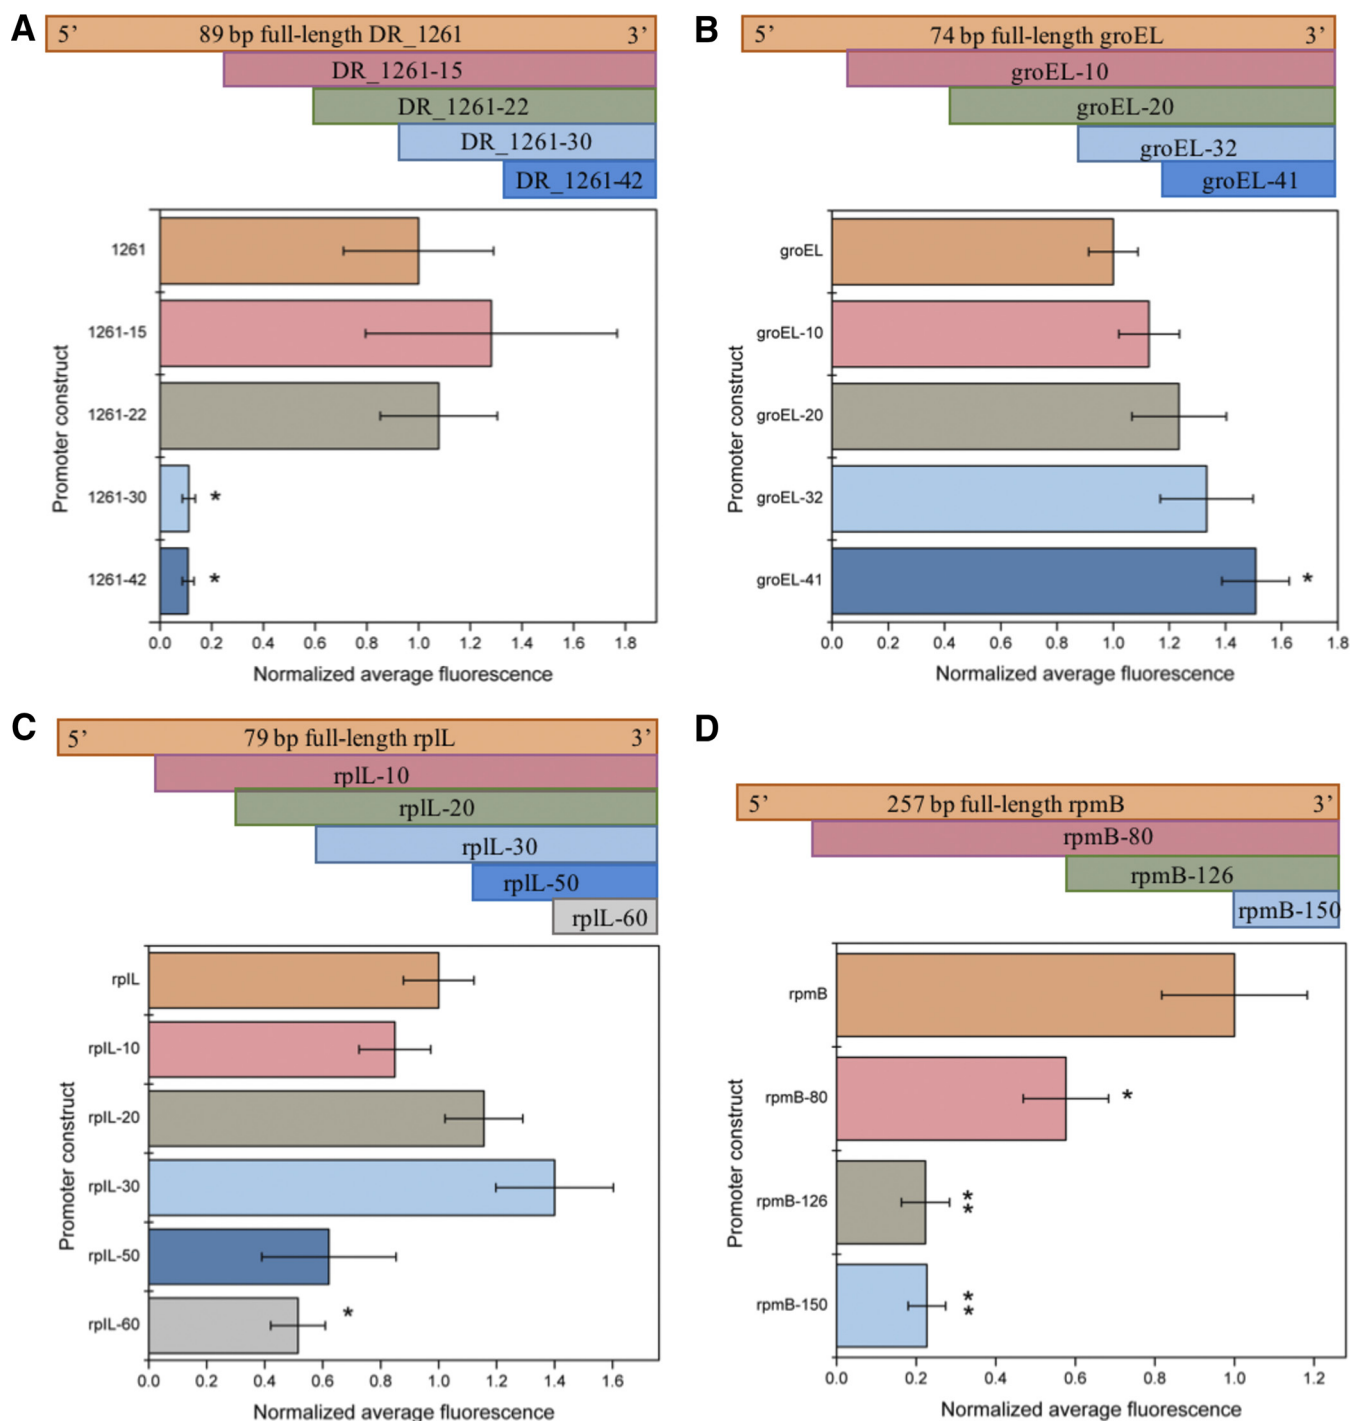 A
5’ 89 bp full-length DR_1261 3’
DR_1261-15
DR_1261-22
DR_1261-30
DR_1261-42
Promoter construct
1261
1261-15
1261-22
1261-30 *
1261-42 *
0.0 0.2 0.4 0.6 0.8 1.0 1.2 1.4 1.6 1.8
Normalized average fluorescence
B
5’ 74 bp full-length groEL 3’
groEL-10
groEL-20
groEL-32
groEL-41
Promoter construct
groEL
groEL-10
groEL-20
groEL-32
groEL-41 *
0.0 0.2 0.4 0.6 0.8 1.0 1.2 1.4 1.6 1.8
Normalized average fluorescence
C
5’ 79 bp full-length rplL 3’
rplL-10
rplL-20
rplL-30
rplL-50
rplL-60
Promoter construct
rplL
rplL-10
rplL-20
rplL-30
rplL-50
rplL-60 *
0.0 0.2 0.4 0.6 0.8 1.0 1.2 1.4 1.6
Normalized average fluorescence
D
5’ 257 bp full-length rpmB 3’
rpmB-80
rpmB-126
rpmB-150
Promoter construct
rpmB
rpmB-80 *
rpmB-126 **
rpmB-150 **
0.0 0.2 0.4 0.6 0.8 1.0 1.2
Normalized average fluorescence